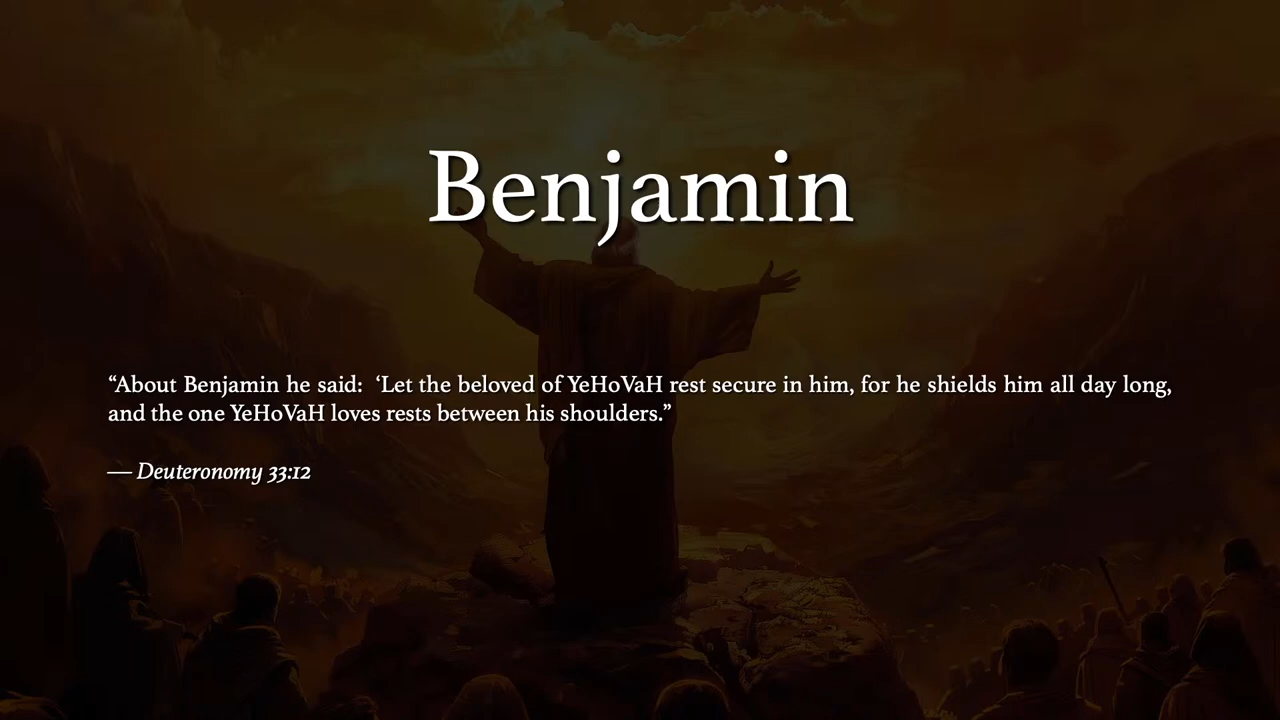 Benjamin
“About Benjamin he said:  ‘Let the beloved of YeHoVaH rest secure in him, for he shields him all day long,
and the one YeHoVaH loves rests between his shoulders.”
— Deuteronomy 33:12